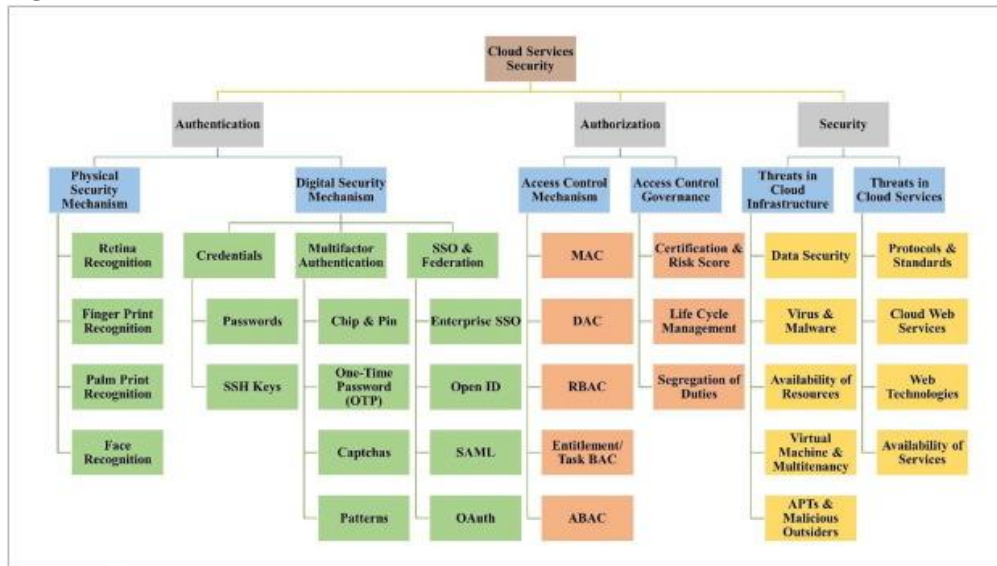 Cloud Services
Security
Authentication
Authorization
Security
Physical
Security
Mechanism
Digital Security
Mechanism
Access Control
Mechanism
Access Control
Governance
Threats in
Cloud
Infrastructure
Threats in
Cloud Services
Retina
Recognition
Credentials
Multifactor
Authentication
SSO &
Federation
MAC
Certification &
Risk Score
Data Security
Protocols &
Standards
Finger Print
Recognition
Passwords
Chip & Pin
Enterprise SSO
DAC
Life Cycle
Management
Virus &
Malware
Cloud Web
Services
Palm Print
Recognition
SSH Keys
One-Time
Password
(OTP)
Open ID
RBAC
Segregation of
Duties
Availability of
Resources
Web
Technologies
Face
Recognition
Captchas
SAML
Entitlement/
Task BAC
Virtual
Machine &
Multitenancy
Availability of
Services
Patterns
OAuth
ABAC
APTs &
Malicious
Outsiders